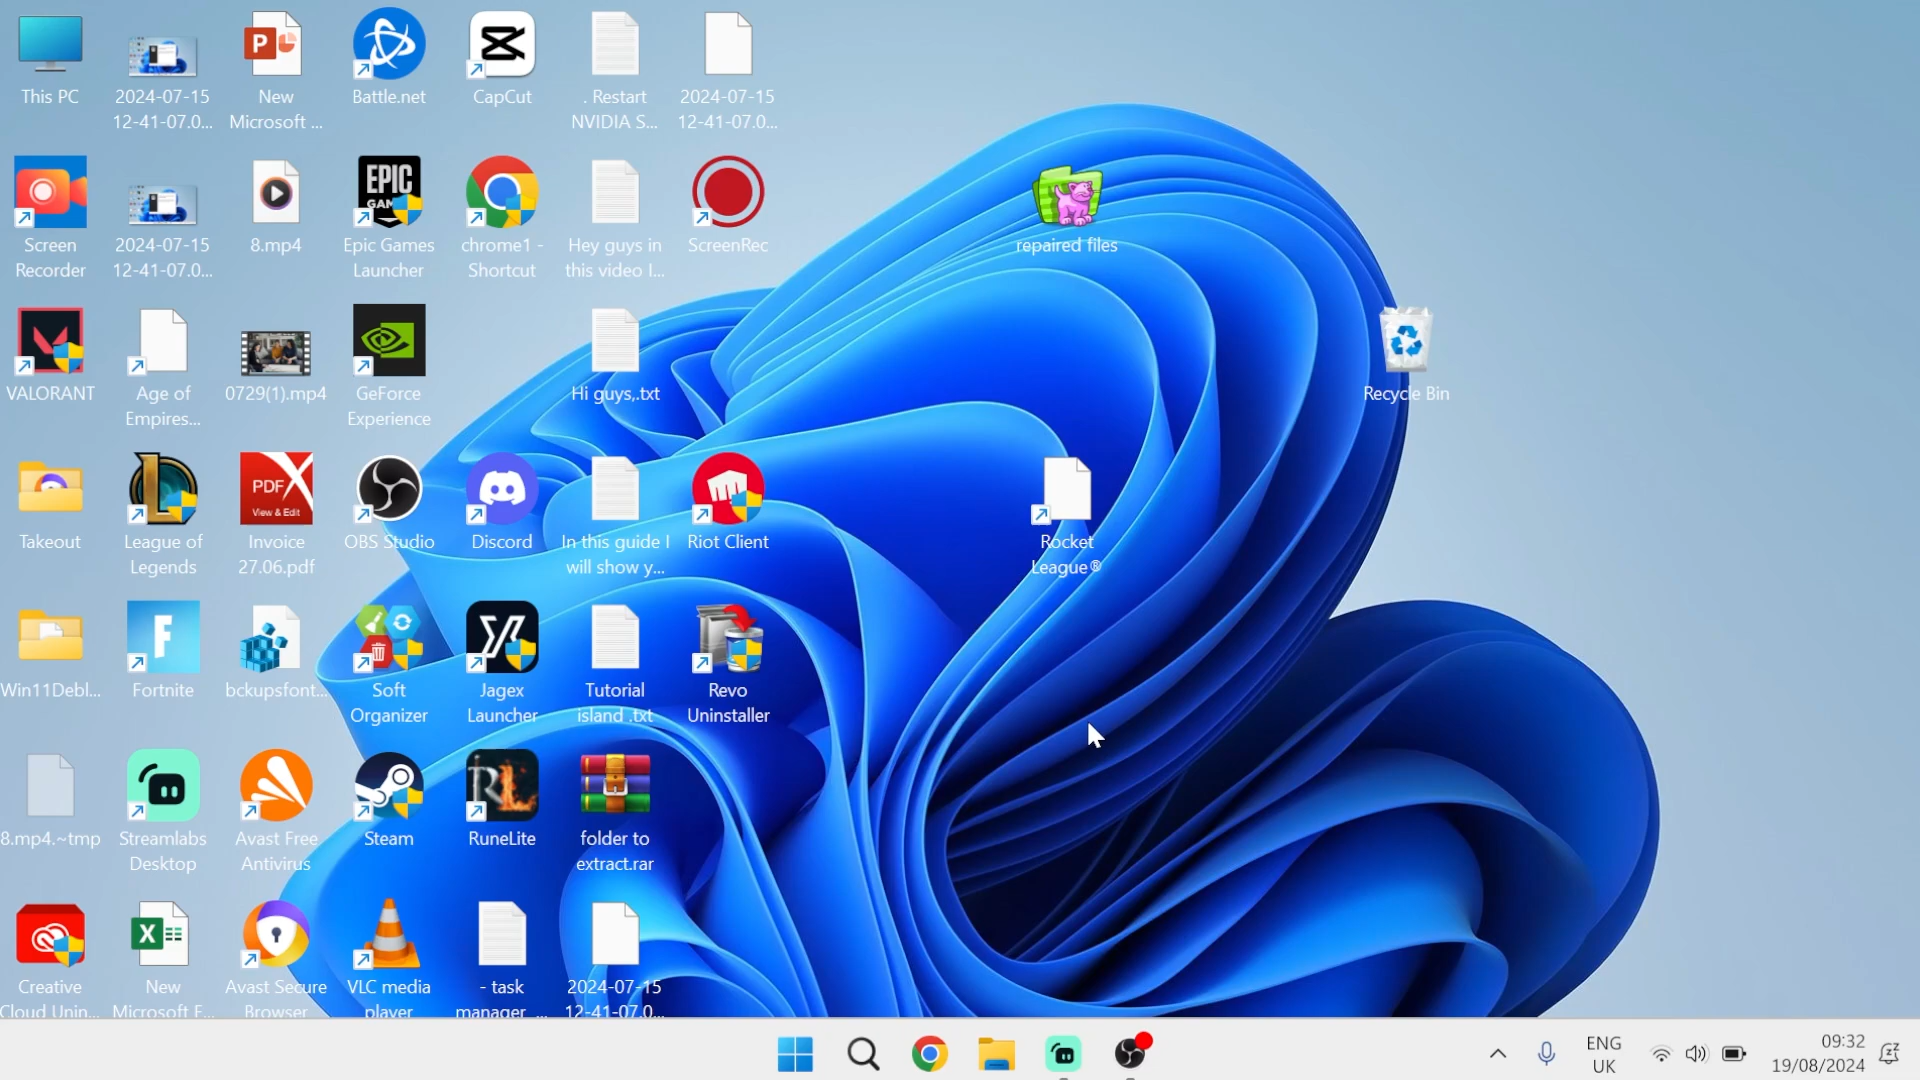 This PC
2024-07-15
12-41-07.0...
New
Microsoft ...
Battle.net
CapCut
. Restart
NVIDIA S...
2024-07-15
12-41-07.0...
Screen
Recorder
2024-07-15
12-41-07.0...
8.mp4
EPIC
GAM
Epic Games
Launcher
chrome1 -
Shortcut
Hey guys in
this video I...
ScreenRec
repaired files
VALORANT
Age of
Empires...
0729(1).mp4
GeForce
Experience
Hi guys,.txt
Recycle Bin
Takeout
League of
Legends
PDF
View & Edit
Invoice
27.06.pdf
OBS Studio
Discord
In this guide I
will show y...
Riot Client
Rocket
League®
Win11Debl...
Fortnite
bckupsfont...
Soft
Organizer
Jagex
Launcher
Tutorial
island .txt
Revo
Uninstaller
8.mp4.~tmp
Streamlabs
Desktop
Avast Free
Antivirus
Steam
RuneLite
folder to
extract.rar
Creative
Cloud Unin...
New
Microsoft E...
Avast Secure
Browser
VLC media
player
- task
manager ...
2024-07-15
12-41-07.0...
ENG
UK
09:32
19/08/2024